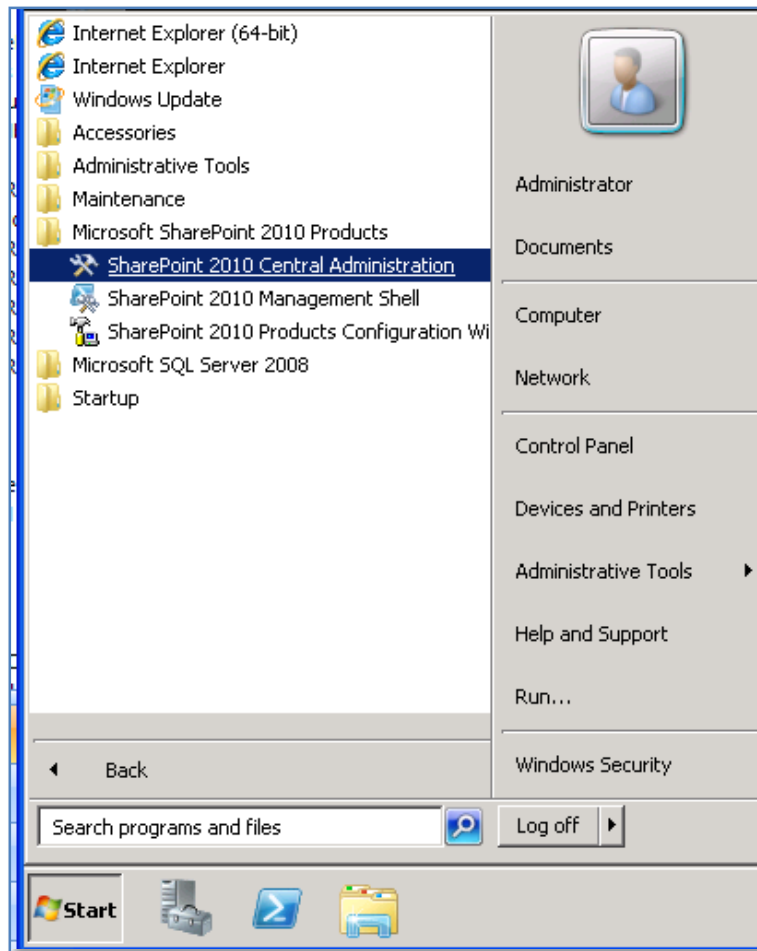 Internet Explorer (64-bit)
Internet Explorer
Windows Update
Accessories
Administrative Tools
Maintenance
Microsoft SharePoint 2010 Products
SharePoint 2010 Central Administration
SharePoint 2010 Management Shell
SharePoint 2010 Products Configuration Wi
Microsoft SQL Server 2008
Startup
Back
Search programs and files
Administrator
Documents
Computer
Network
Control Panel
Devices and Printers
Administrative Tools
Help and Support
Run...
Windows Security
Log off
Start